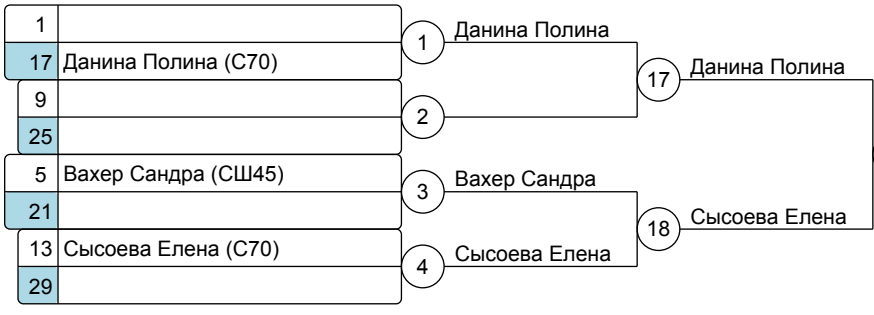 1
17 Данина Полина (С70)
9
25
5 Вахер Сандра (СШ45)
21
13 Сысоева Елена (С70)
29
1
Данина Полина
2
3
Вахер Сандра
4
Сысоева Елена
17
Данина Полина
18
Сысоева Елена